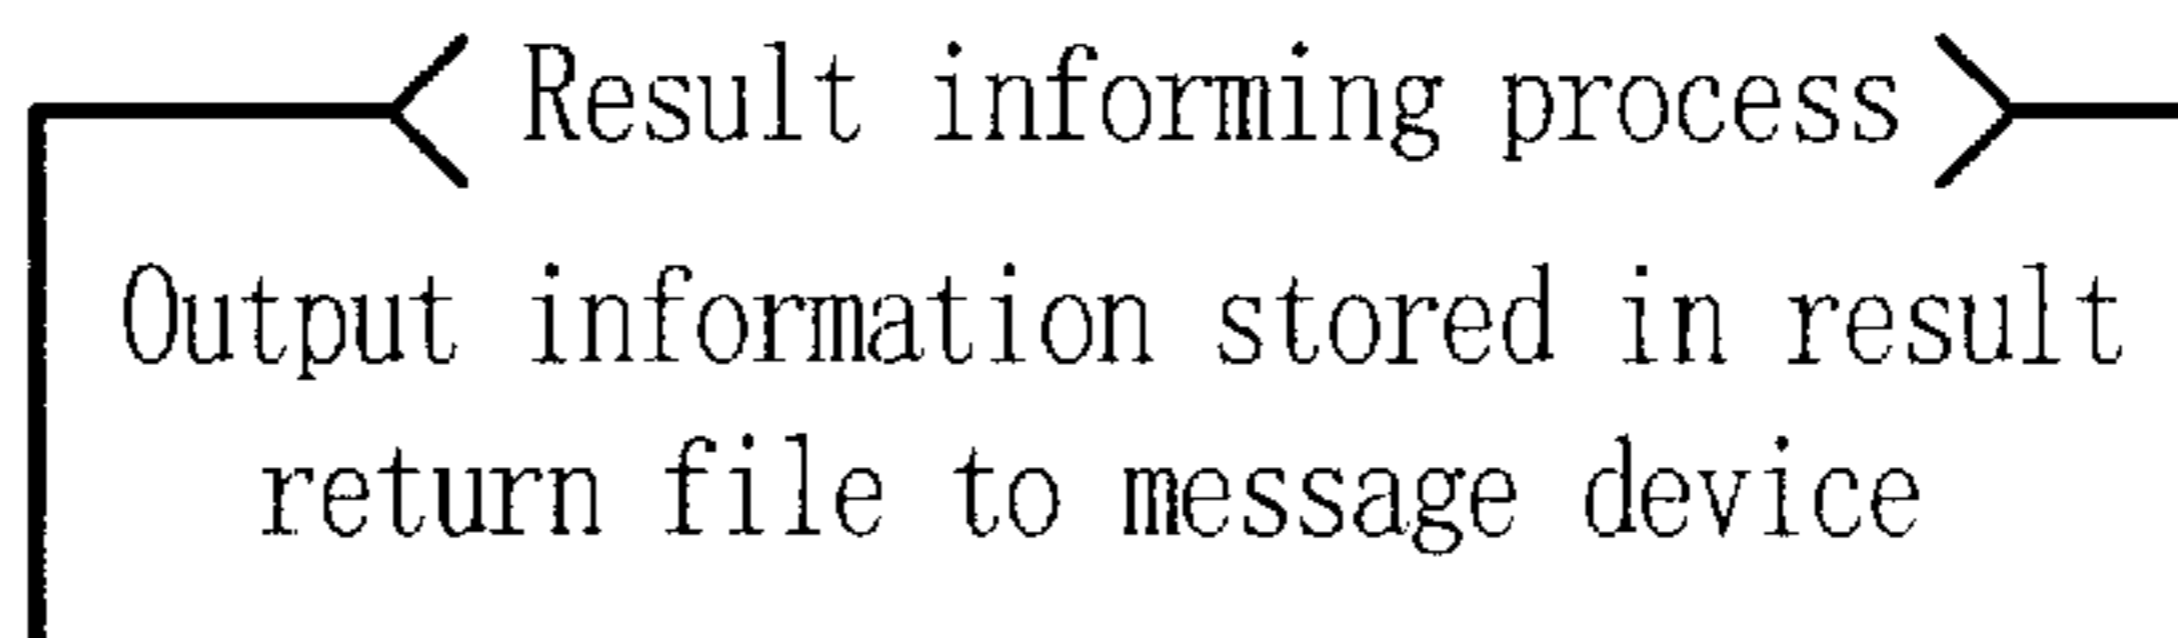 Result informing process
Output information stored in result
return file to message device